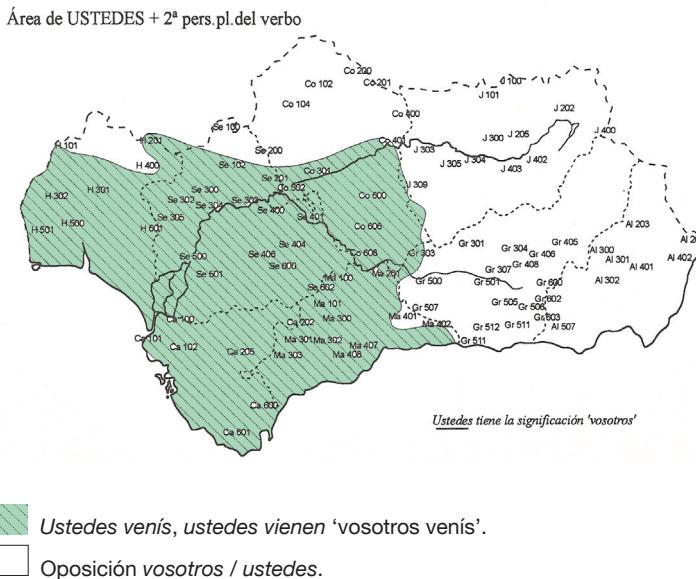 Área de USTEDES + 2ª pers.pl.del verbo
Co 200
Co 102
Co 201
J 100
J 101
Co 104
J 202
Co 400
Se 100
J 400
H 101
H 201
J 300
J 205
Co 401
Se 200
J 303
J 304
J 305
J 402
H 400
Se 102
J 403
Co 301
Se 201
J 309
H 302
H 301
Se 300
Co 302
Co 600
Se 302
Se 304
Se 303
Se 400
Se 305
Se 401
H 501
H 500
H 601
Co 606
Al 203
Se 404
Gr 301
Gr 405
Al 20
Se 500
Se 406
Co 608
Gr 303
Gr 304
Gr 406
Al 300
Al 301
Al 402
Se 501
Se 600
Gr 307
Gr 408
Al 401
Ma 100
Ma 201
Gr 500
Gr 501
Gr 600
Al 302
Se 602
Ma 101
Gr 505
Gr 602
Gr 507
Gr 506
Ca 100
Ca 202
Ma 300
Ma 401
Ma 402
Gr 512
Gr 511
Gr 603
Al 507
Ca 101
Ca 102
Ma 301
Ma 302
Ma 407
Gr 511
Ca 205
Ma 303
Ma 408
Ca 600
Ca 601
Ustedes tiene la significación 'vosotros'
Ustedes venís, ustedes vienen ‘vosotros venís’.
Oposición vosotros / ustedes.